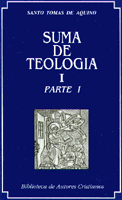 SANTO TOMAS DE AQUINO
SUMA
DE
TEOLOGIA
I
PARTE I
Biblioteca de Autores Cristianos